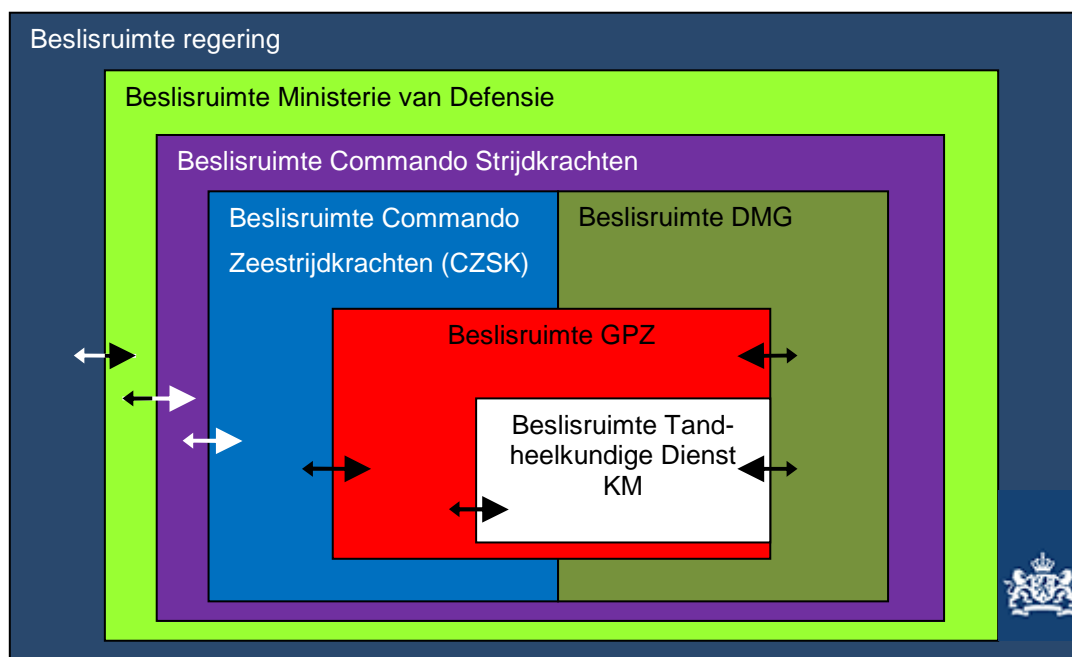 Beslisruimte regering
Beslisruimte Ministerie van Defensie
Beslisruimte Commando Strijdkrachten
Beslisruimte Commando
Zeestrijdkrachten (CZSK)
Beslisruimte DMG
Beslisruimte GPZ
Beslisruimte Tand-
heelkundige Dienst
KM